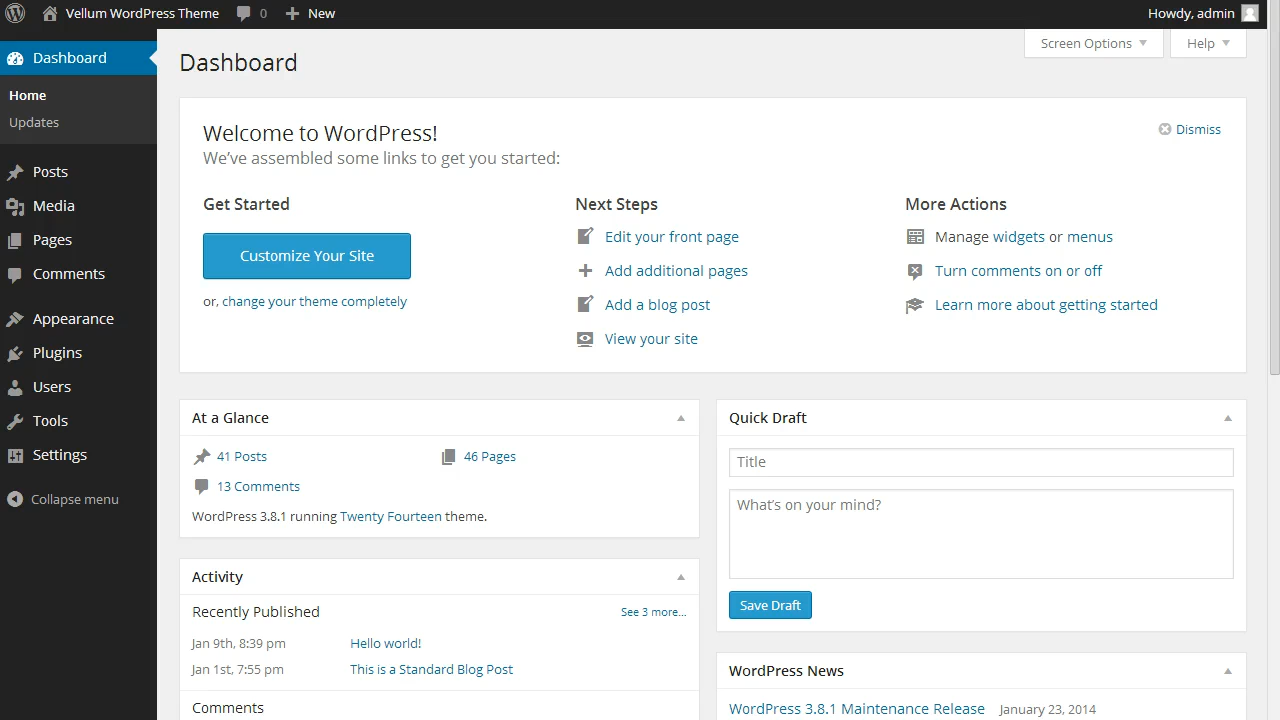 Vellum WordPress Theme 0 New Howdy, admin
Screen Options Help
Dashboard
Home
Updates
Posts
Media
Pages
Comments
Appearance
Plugins
Users
Tools
Settings
Collapse menu
Dashboard
Welcome to WordPress!
Dismiss
We've assembled some links to get you started:
Get Started
Customize Your Site
or, change your theme completely
Next Steps
Edit your front page
Add additional pages
Add a blog post
View your site
More Actions
Manage widgets or menus
Turn comments on or off
Learn more about getting started
At a Glance
41 Posts 46 Pages
13 Comments
WordPress 3.8.1 running Twenty Fourteen theme.
Activity
Recently Published See 3 more...
Jan 9th, 8:39 pm Hello world!
Jan 1st, 7:55 pm This is a Standard Blog Post
Comments
Quick Draft
Title
What's on your mind?
Save Draft
WordPress News
WordPress 3.8.1 Maintenance Release January 23, 2014